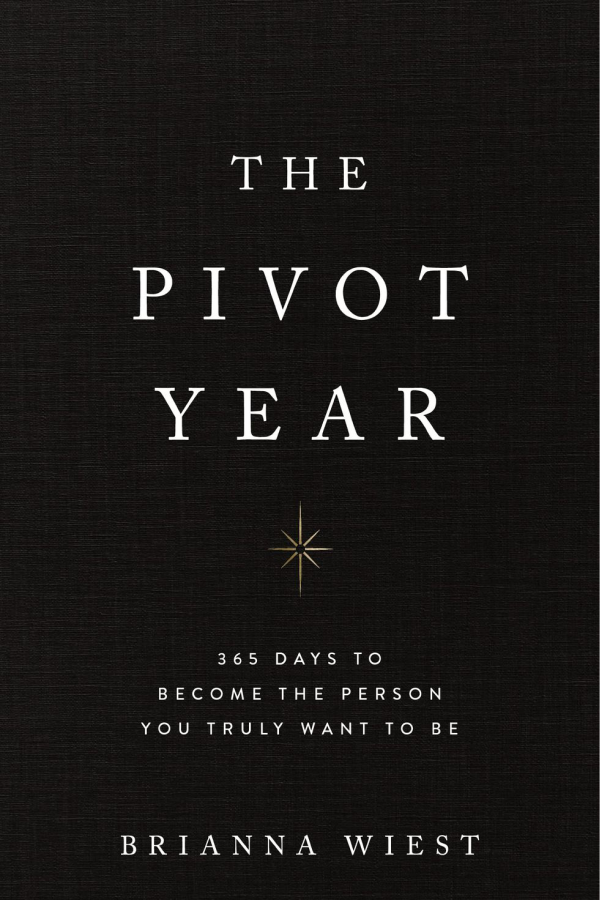 THE
PIVOT
YEAR
365 DAYS TO
BECOME THE PERSON
YOU TRULY WANT TO BE
BRIANNA WIEST